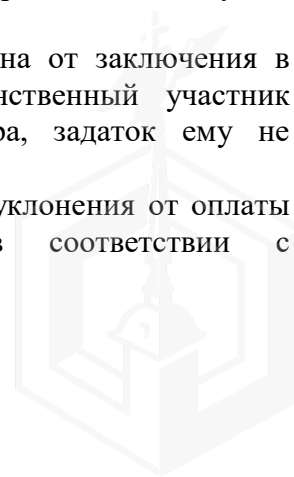 на от заключения в
нственный участник
ра, задаток ему не
уклонения от оплаты
в соответствии с